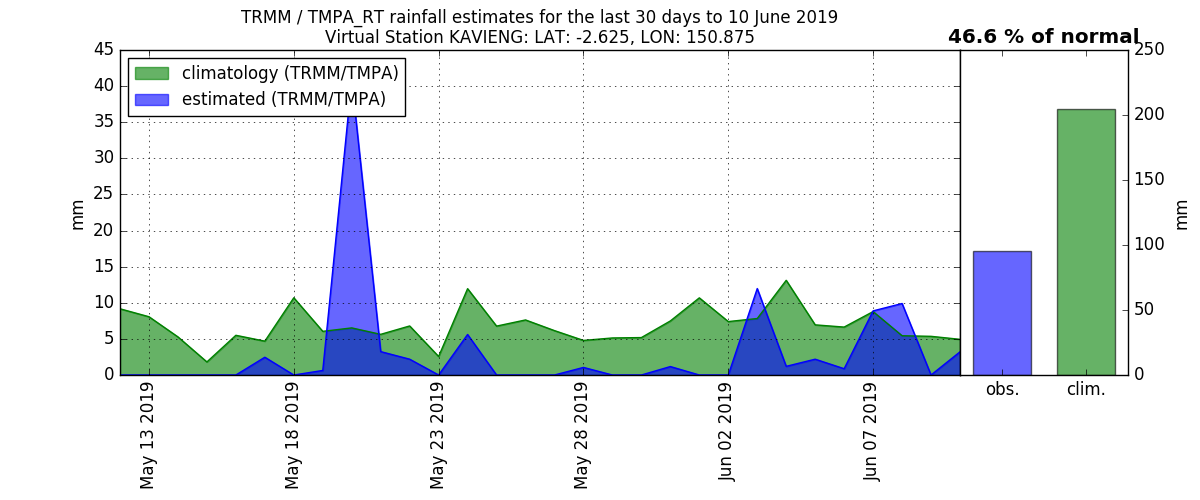 TRMM / TMPA_RT rainfall estimates for the last 30 days to 10 June 2019
Virtual Station KAVIENG: LAT: -2.625, LON: 150.875
46.6 % of normal
climatology (TRMM/TMPA)
estimated (TRMM/TMPA)
45
40
35
30
25
20
15
10
5
0
mm
May 13 2019
May 18 2019
May 23 2019
May 28 2019
Jun 02 2019
Jun 07 2019
250
200
150
100
50
0
mm
obs.
clim.